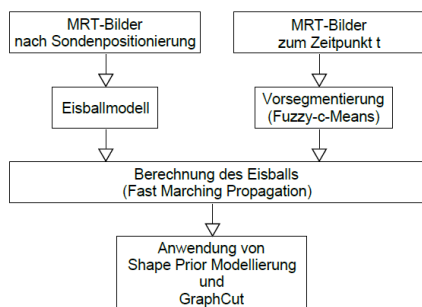 MRT-Bilder
nach Sondenpositionierung
MRT-Bilder
zum Zeitpunkt t
Eisballmodell
Vorsegmentierung
(Fuzzy-c-Means)
Berechnung des Eisballs
(Fast Marching Propagation)
Anwendung von
Shape Prior Modellierung
und
GraphCut